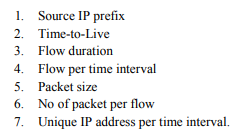 1. Source IP prefix
2. Time-to-Live
3. Flow duration
4. Flow per time interval
5. Packet size
6. No of packet per flow
7. Unique IP address per time interval.